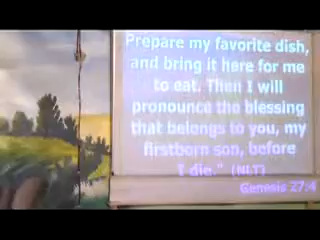 Prepare my favorite dish,
and bring it here for me
to eat. Then I will
pronounce the blessing
that belongs to you, my
firstborn son, before
I die." (NLT)
Genesis 27:4